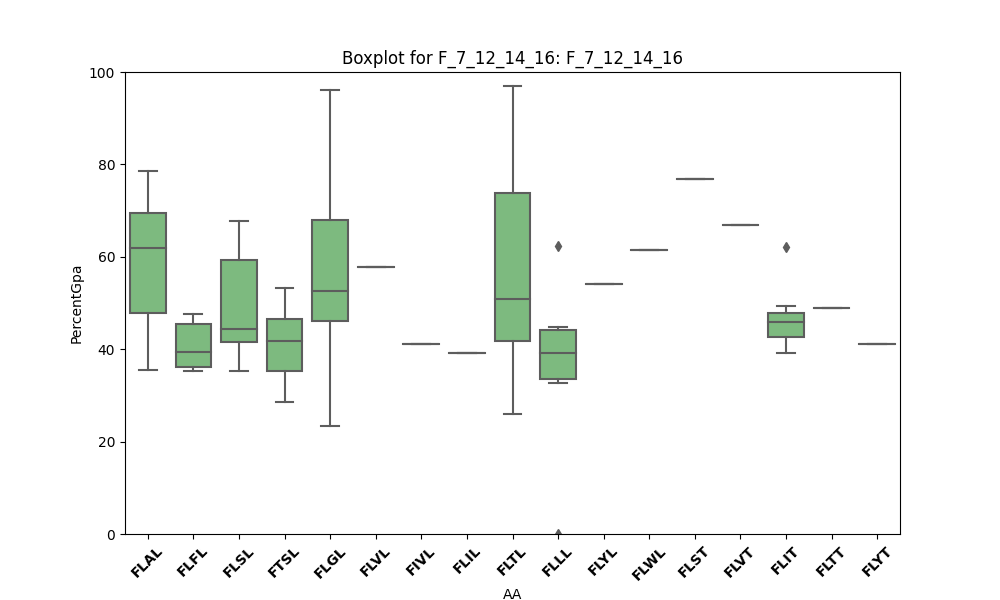 Boxplot for F_7_12_14_16: F_7_12_14_16
100
80
60
40
20
0
PercentGpa
FLAL FLFL FLSL FTSL FLGL FLVL FIVL FLIL FLTL FLLL FLYL FLWL FLST FLVT FLIT FLTT FLYT
AA